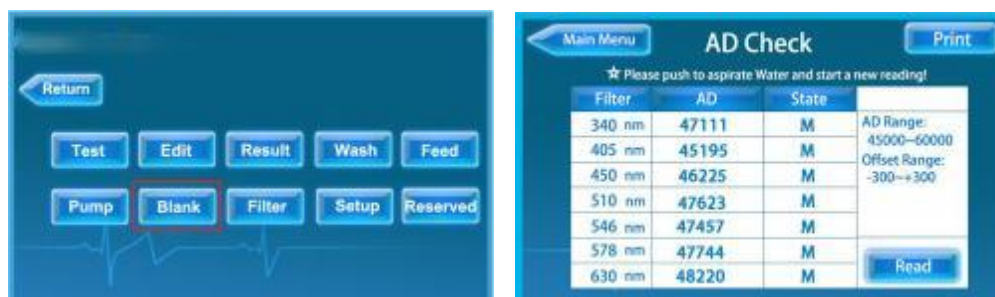 Return
Test Edit Result Wash Feed
Pump Blank Filter Setup Reserved
Main Menu AD Check Print
☆ Please push to aspirate Water and start a new reading!
Filter AD State
340 nm 47111 M
405 nm 45195 M
450 nm 46225 M
510 nm 47623 M
546 nm 47457 M
578 nm 47744 M
630 nm 48220 M
AD Range:
45000~60000
Offset Range:
-300~+300
Read